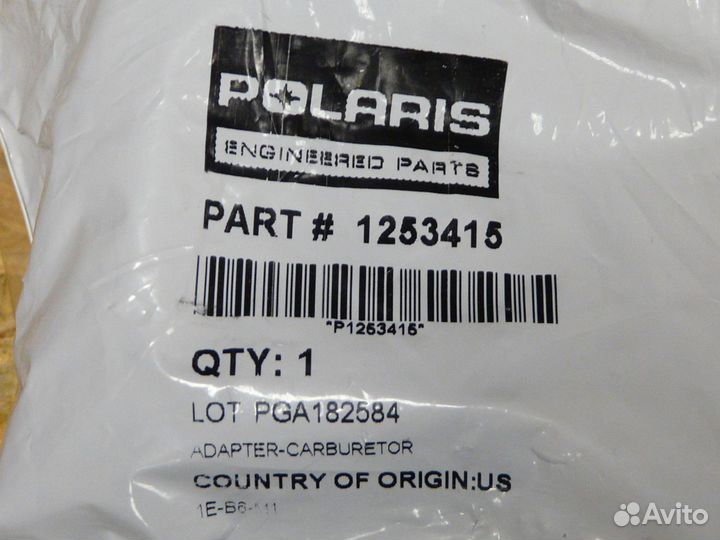 POLARIS
ENGINEERED PARTS
PART # 1253415
*P1253415*
QTY: 1
LOT PGA182584
ADAPTER-CARBURETOR
COUNTRY OF ORIGIN:US
Avito